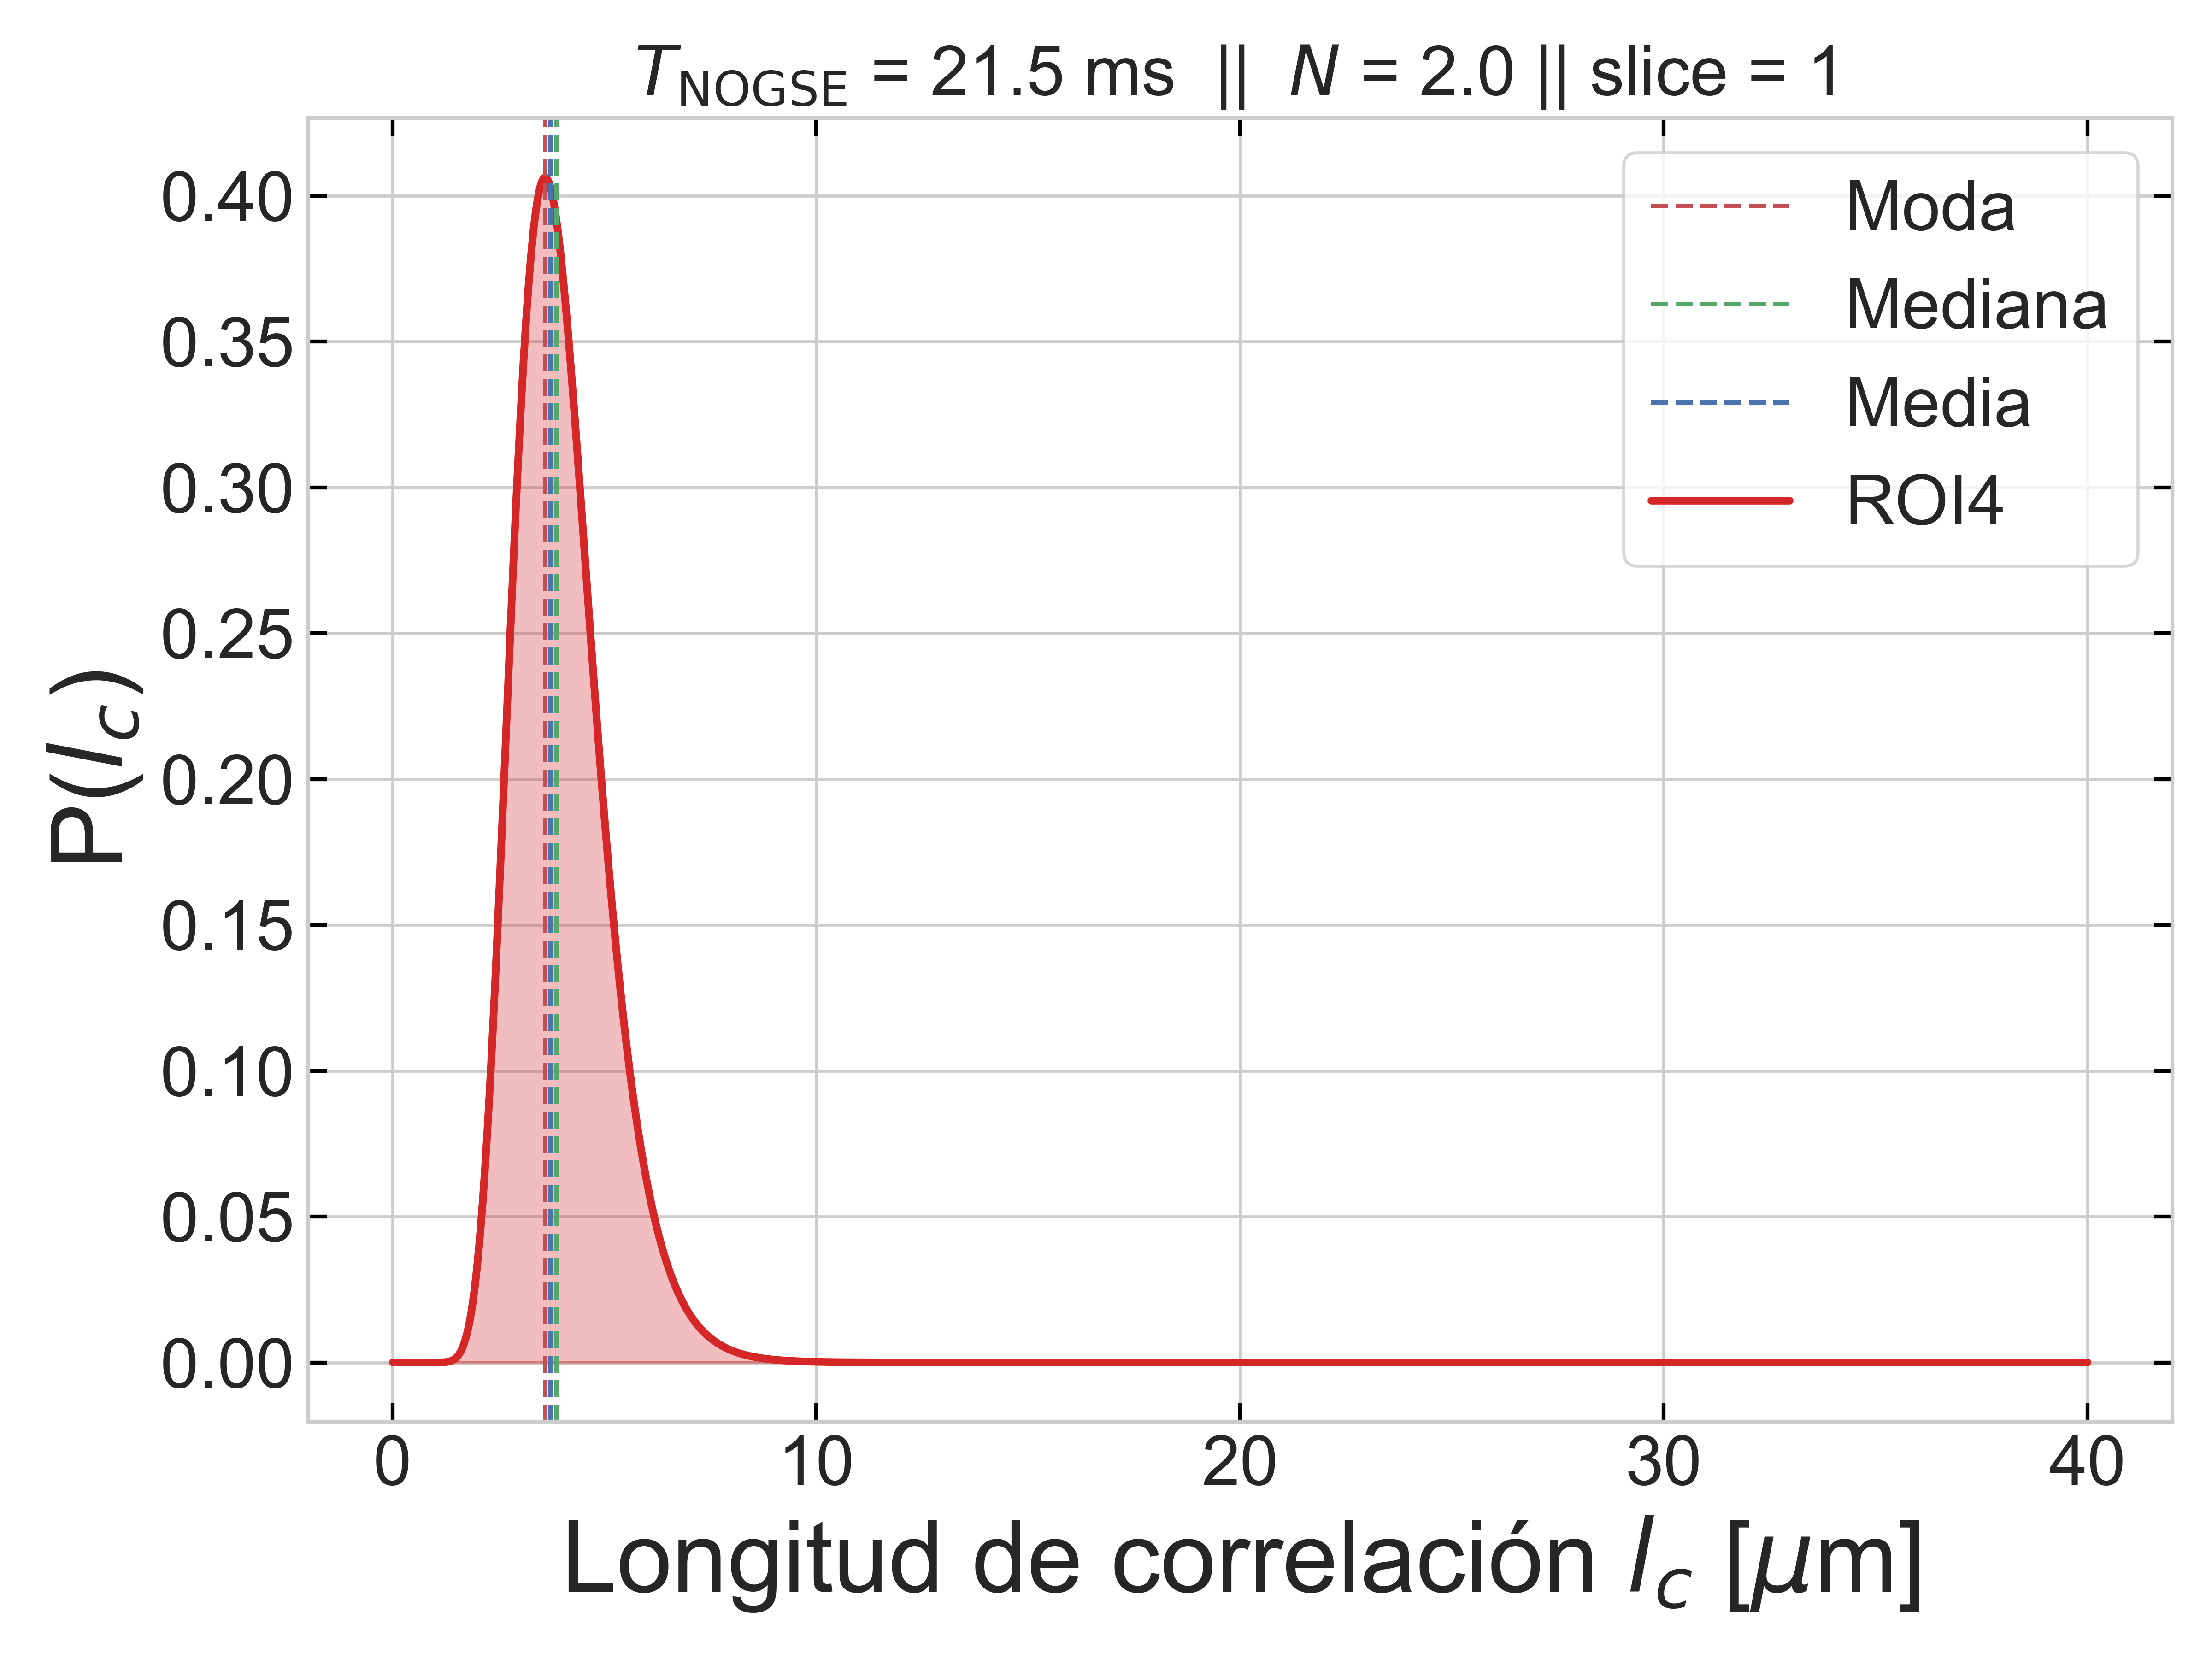 T_NOGSE = 21.5 ms || N = 2.0 || slice = 1
Moda
Mediana
Media
ROI4
P(l_c)
0.40
0.35
0.30
0.25
0.20
0.15
0.10
0.05
0.00
0 10 20 30 40
Longitud de correlación l_c [μm]